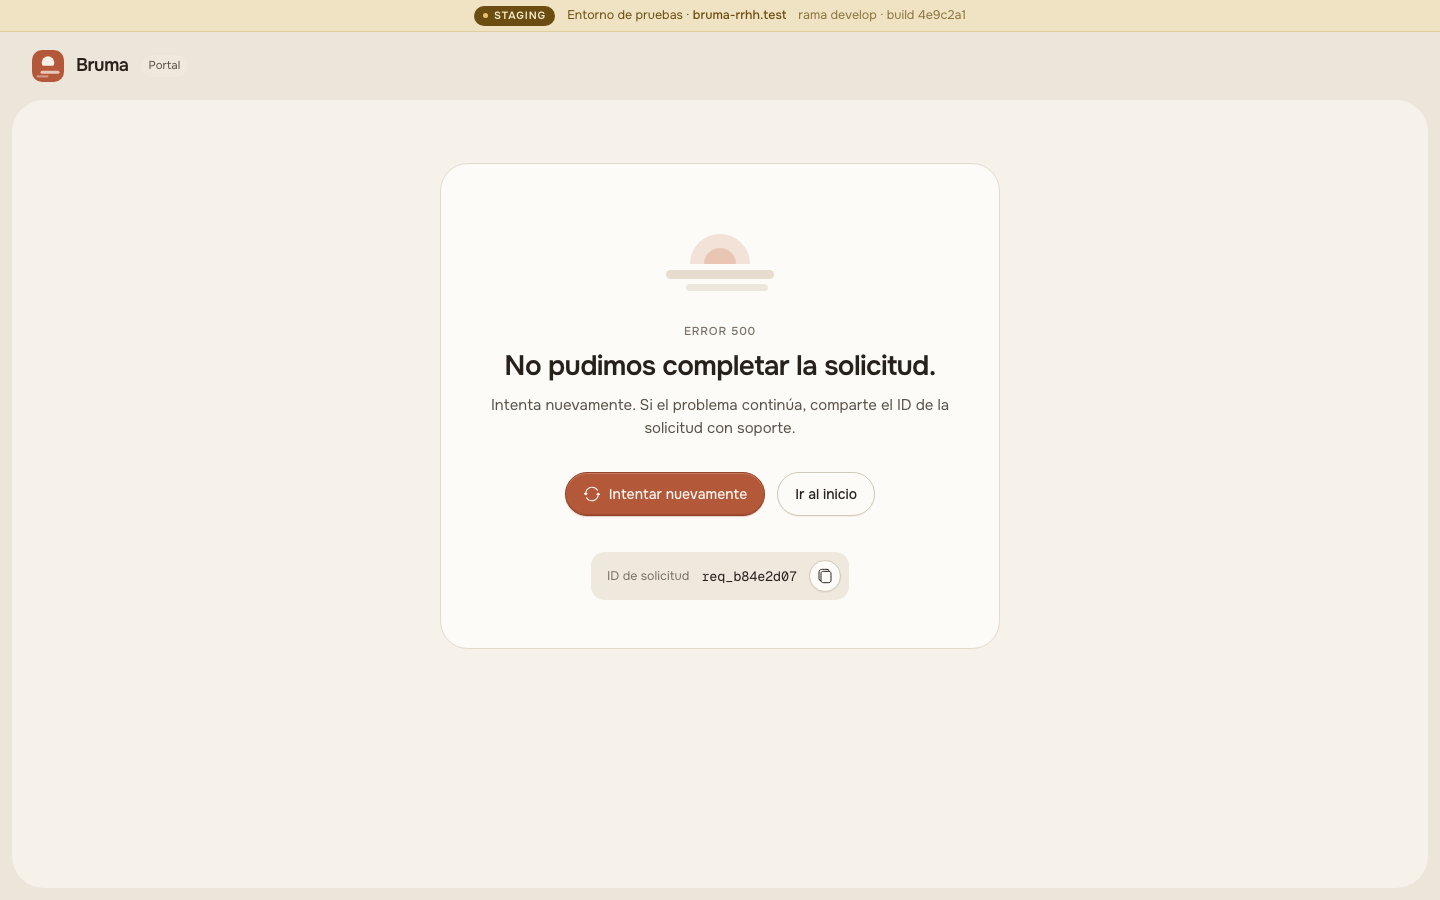 STAGING Entorno de pruebas · bruma-rrhh.test rama develop · build 4e9c2a1
Bruma Portal
ERROR 500
No pudimos completar la solicitud.
Intenta nuevamente. Si el problema continúa, comparte el ID de la
solicitud con soporte.
Intentar nuevamente Ir al inicio
ID de solicitud req_b84e2d07